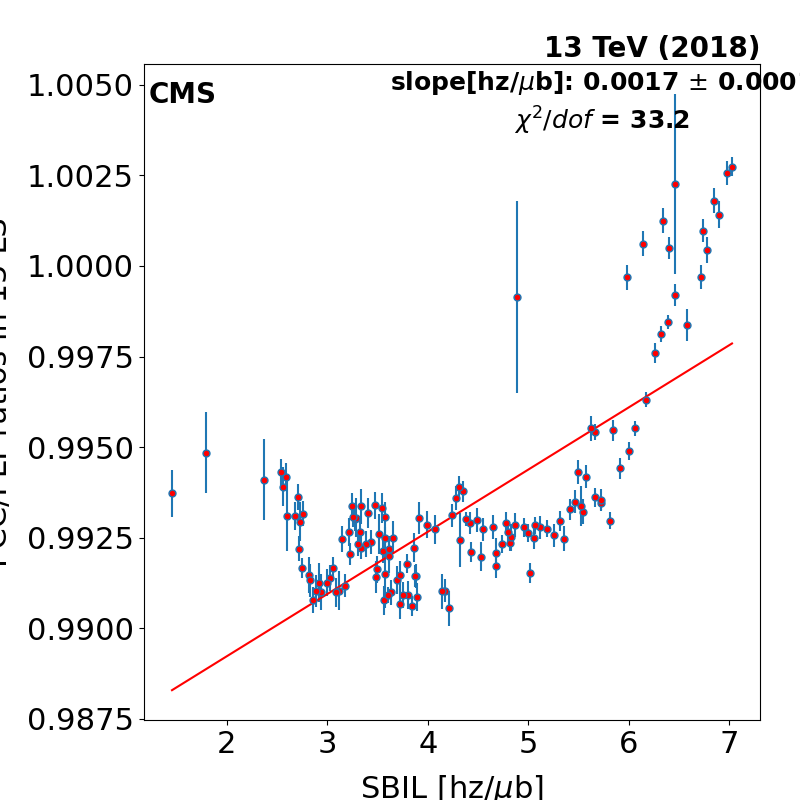 13 TeV (2018)
CMS
slope[hz/μb]: 0.0017 ± 0.000
χ²/dof = 33.2
1.0050
1.0025
1.0000
0.9975
0.9950
0.9925
0.9900
0.9875
2 3 4 5 6 7
SBIL [hz/μb]